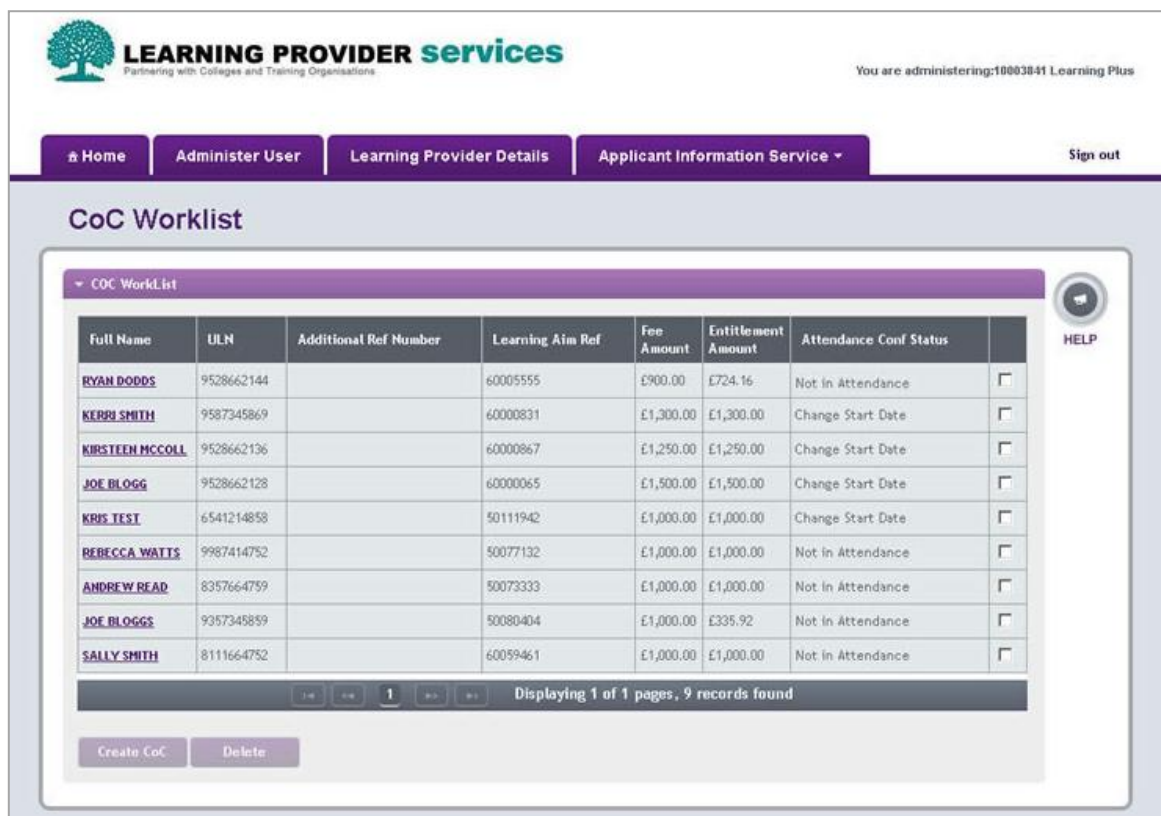 LEARNING PROVIDER services
Partnering with Colleges and Training Organisations
You are administering:10003841 Learning Plus
Home Administer User Learning Provider Details Applicant Information Service Sign out
CoC Worklist
COC WorkList
HELP
Full Name ULN Additional Ref Number Learning Aim Ref Fee Amount Entitlement Amount Attendance Conf Status
RYAN DODDS 9528662144 60005555 £900.00 £724.16 Not in Attendance
KERRI SMITH 9587345869 60000831 £1,300.00 £1,300.00 Change Start Date
KIRSTEEN MCCOLL 9528662136 60000867 £1,250.00 £1,250.00 Change Start Date
JOE BLOGG 9528662128 60000065 £1,500.00 £1,500.00 Change Start Date
KRIS TEST 6541214858 50111942 £1,000.00 £1,000.00 Change Start Date
REBECCA WATTS 9987414752 50077132 £1,000.00 £1,000.00 Not in Attendance
ANDREW READ 8357664759 50073333 £1,000.00 £1,000.00 Not in Attendance
JOE BLOGGS 9357345859 50080404 £1,000.00 £335.92 Not in Attendance
SALLY SMITH 8111664752 60059461 £1,000.00 £1,000.00 Not in Attendance
1 Displaying 1 of 1 pages, 9 records found
Create CoC Delete